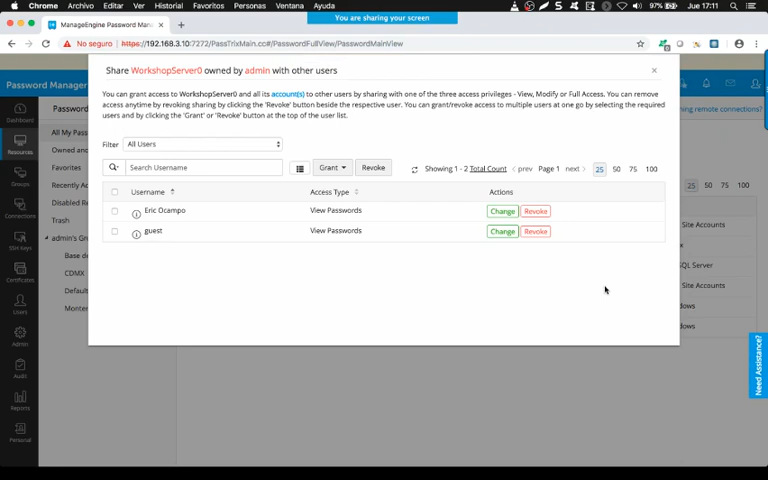 Chrome Archivo Editar Ver Historial Favoritos Personas Ventana Ayuda 97% Jue 17:11
You are sharing your screen
ManageEngine Password Man
No seguro https://192.168.3.10:7272/PassTrixMain.cc#/PasswordFullView/PasswordMainView
Password Manager
Share WorkshopServer0 owned by admin with other users
You can grant access to WorkshopServer0 and all its account(s) to other users by sharing with one of the three access privileges - View, Modify or Full Access. You can remove
access anytime by revoking sharing by clicking the 'Revoke' button beside the respective user. You can grant/revoke access to multiple users at one go by selecting the required
users and by clicking the 'Grant' or 'Revoke' button at the top of the user list.
ning remote connections?
Filter All Users
Search Username Grant Revoke Showing 1 - 2 Total Count prev Page 1 next 25 50 75 100
Username Access Type Actions
Eric Ocampo View Passwords Change Revoke
guest View Passwords Change Revoke
Dashboard
Resources
Groups
Connections
SSH Keys
Certificates
Users
Admin
Audit
Reports
Personal
Password
All My Pass
Owned and
Favorites
Recently Ac
Disabled R
Trash
admin's Gr
Base de
CDMX
Default
Monter
25 50 75 100
Site Accounts
x
SQL Server
Site Accounts
dows
dows
Need Assistance?